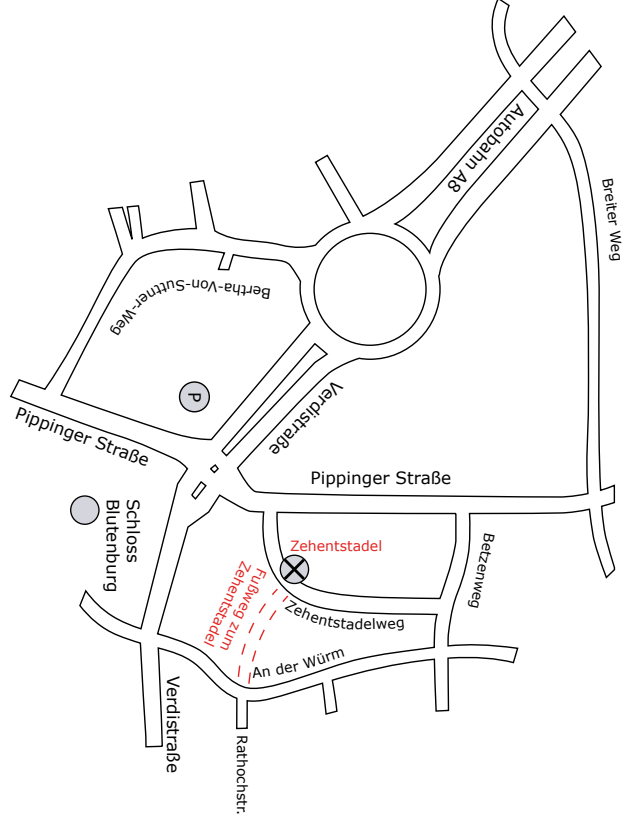 Autobahn A8
Breiter Weg
Bertha-Von-Suttner-Weg
P
Verdistraße
Pippinger Straße
Pippinger Straße
Schloss
Blutenburg
Zehentstadel
Betzenweg
Fußweg zum
Zehentstadel
Zehentstadelweg
An der Würm
Verdistraße
Rathochstr.